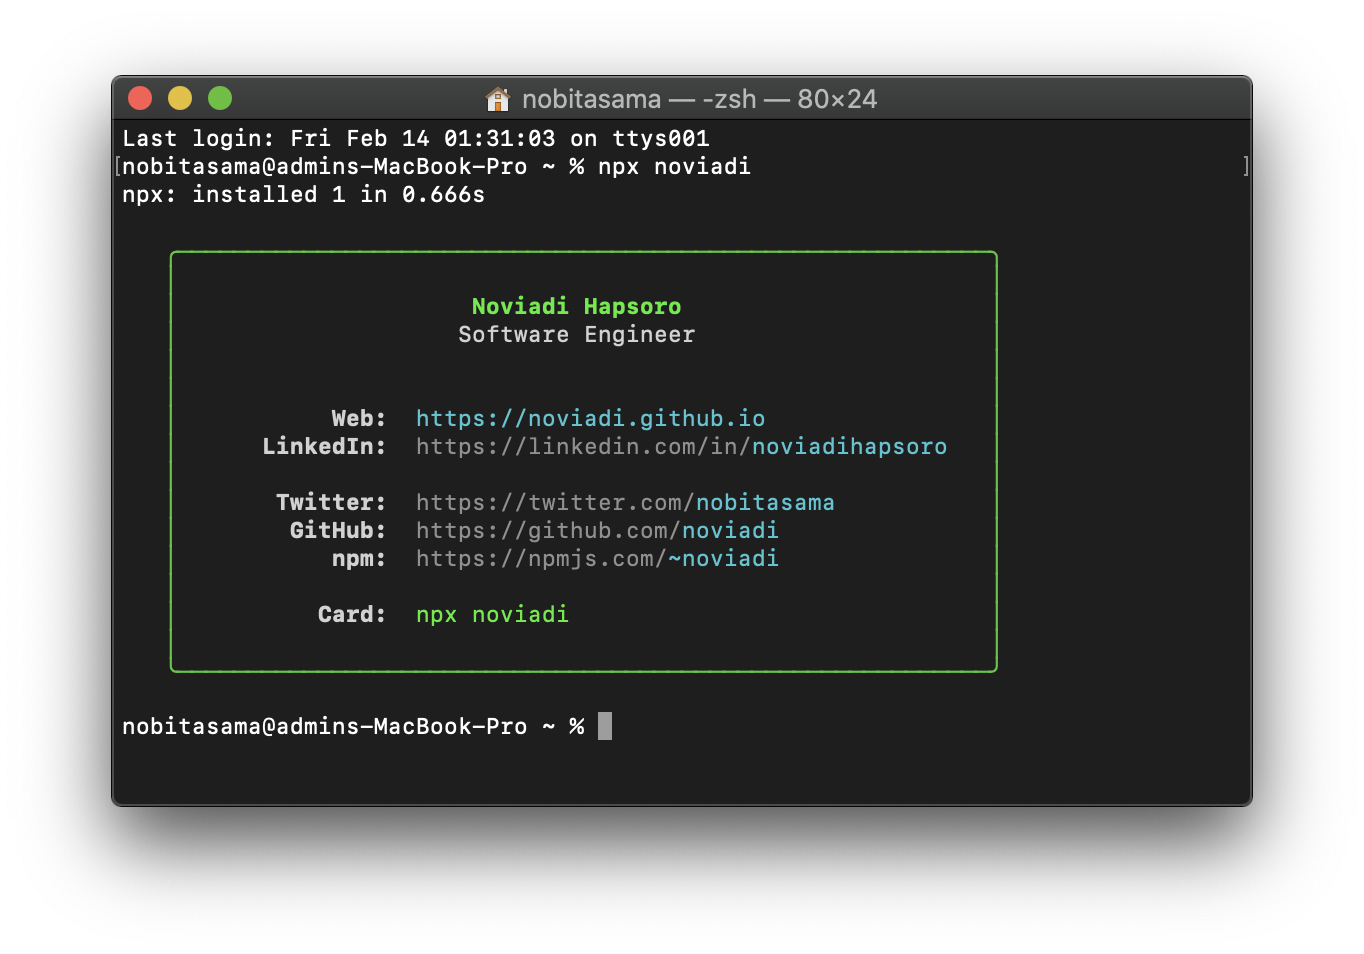 nobitasama — -zsh — 80×24
Last login: Fri Feb 14 01:31:03 on ttys001
[nobitasama@admins-MacBook-Pro ~ % npx noviadi ]
npx: installed 1 in 0.666s
Noviadi Hapsoro
Software Engineer
Web: https://noviadi.github.io
LinkedIn: https://linkedin.com/in/noviadihapsoro
Twitter: https://twitter.com/nobitasama
GitHub: https://github.com/noviadi
npm: https://npmjs.com/~noviadi
Card: npx noviadi
nobitasama@admins-MacBook-Pro ~ %